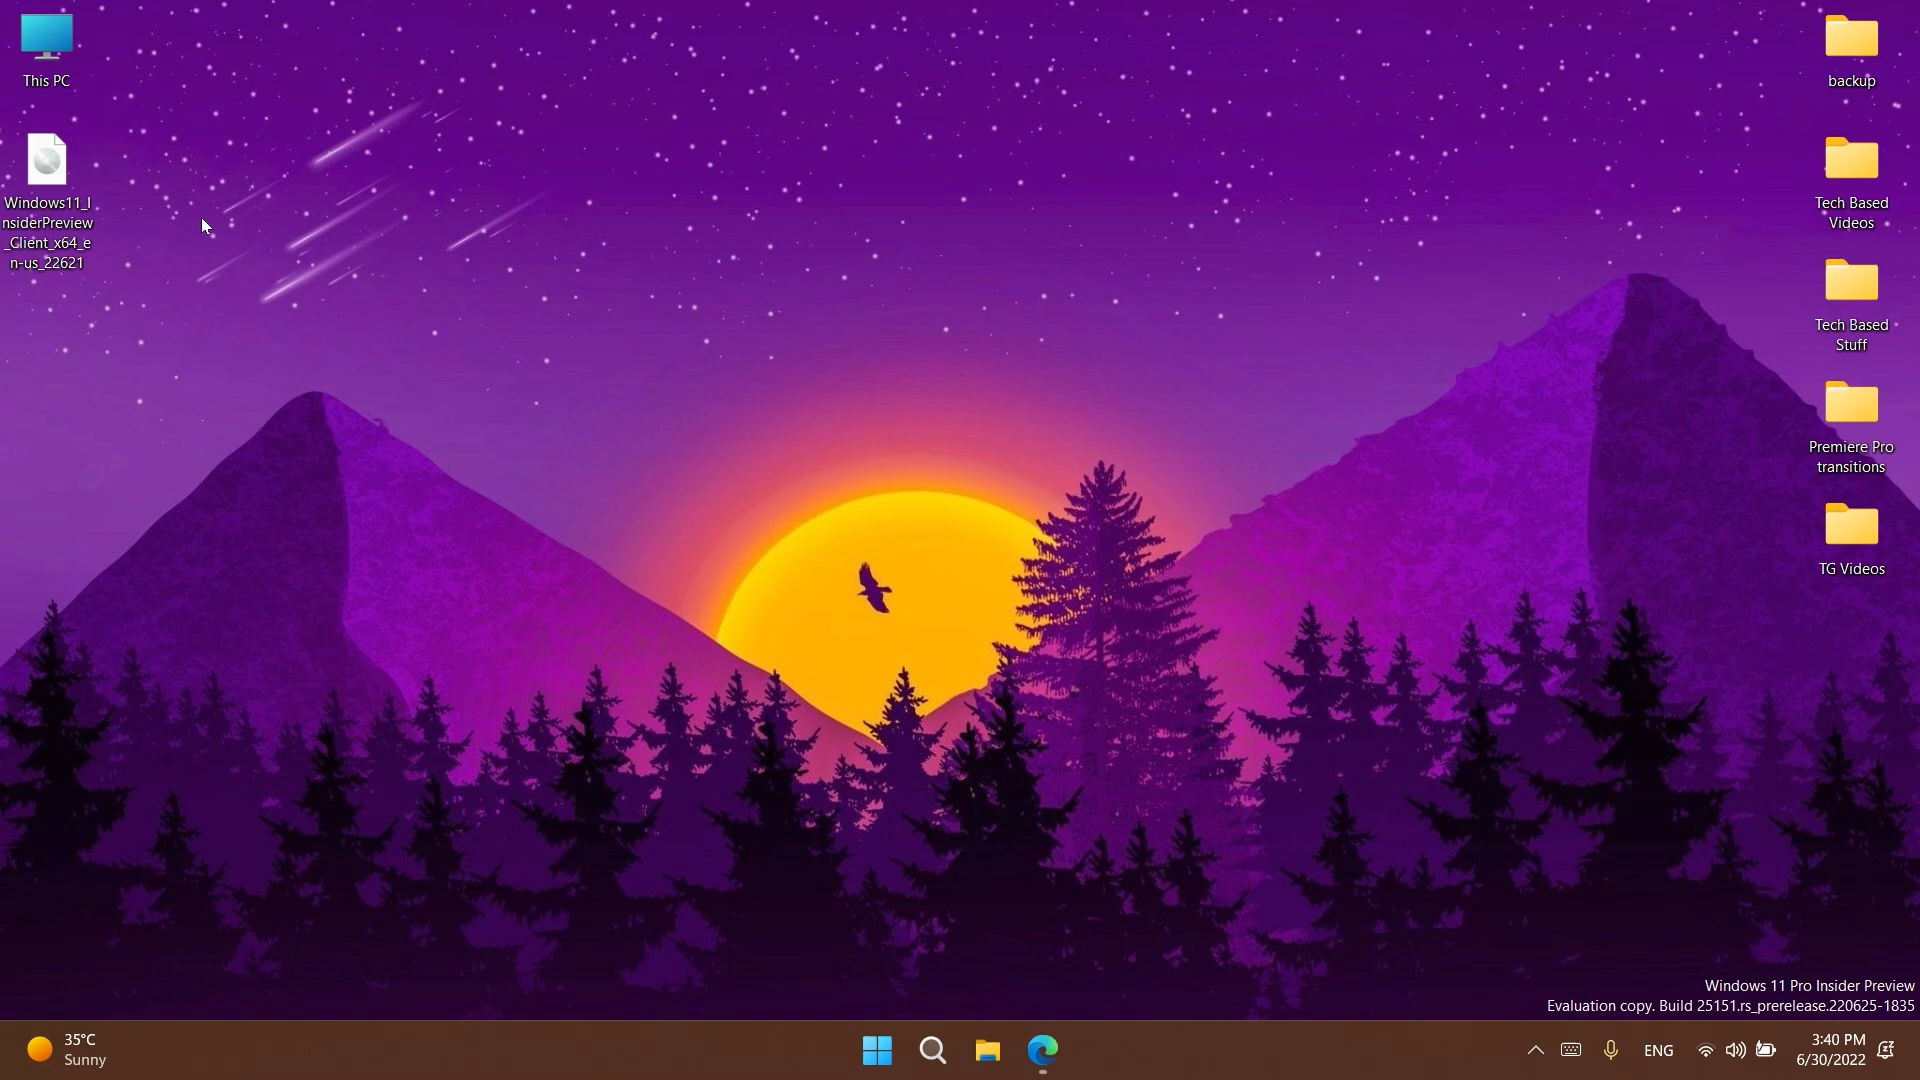 This PC
Windows11_I
nsiderPreview
_Client_x64_e
n-us_22621
backup
Tech Based
Videos
Tech Based
Stuff
Premiere Pro
transitions
TG Videos
Windows 11 Pro Insider Preview
Evaluation copy. Build 25151.rs_prerelease.220625-1835
35°C
Sunny
ENG
3:40 PM
6/30/2022